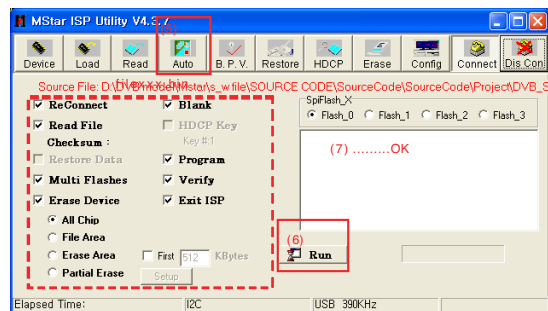 MStar ISP Utility V4.3.7
(5)
Device Load Read Auto B. P. V. Restore HDCP Erase Config Connect Dis Con
Source File: D:\DVB model\Mstar\s_w file\SOURCE CODE\SourceCode\SourceCode\Project\DVB_S
filexxx.bin
ReConnect
Blank
SpiFlash_X
Read File
HDCP Key
Flash_0 Flash_1 Flash_2 Flash_3
Checksum :
Key#:1
(7) .........OK
Restore Data
Program
Multi Flashes
Verify
Erase Device
Exit ISP
All Chip
File Area
(6)
Erase Area
First 512 KBytes
Run
Partial Erase
Setup
Elapsed Time:
I2C
USB 390KHz